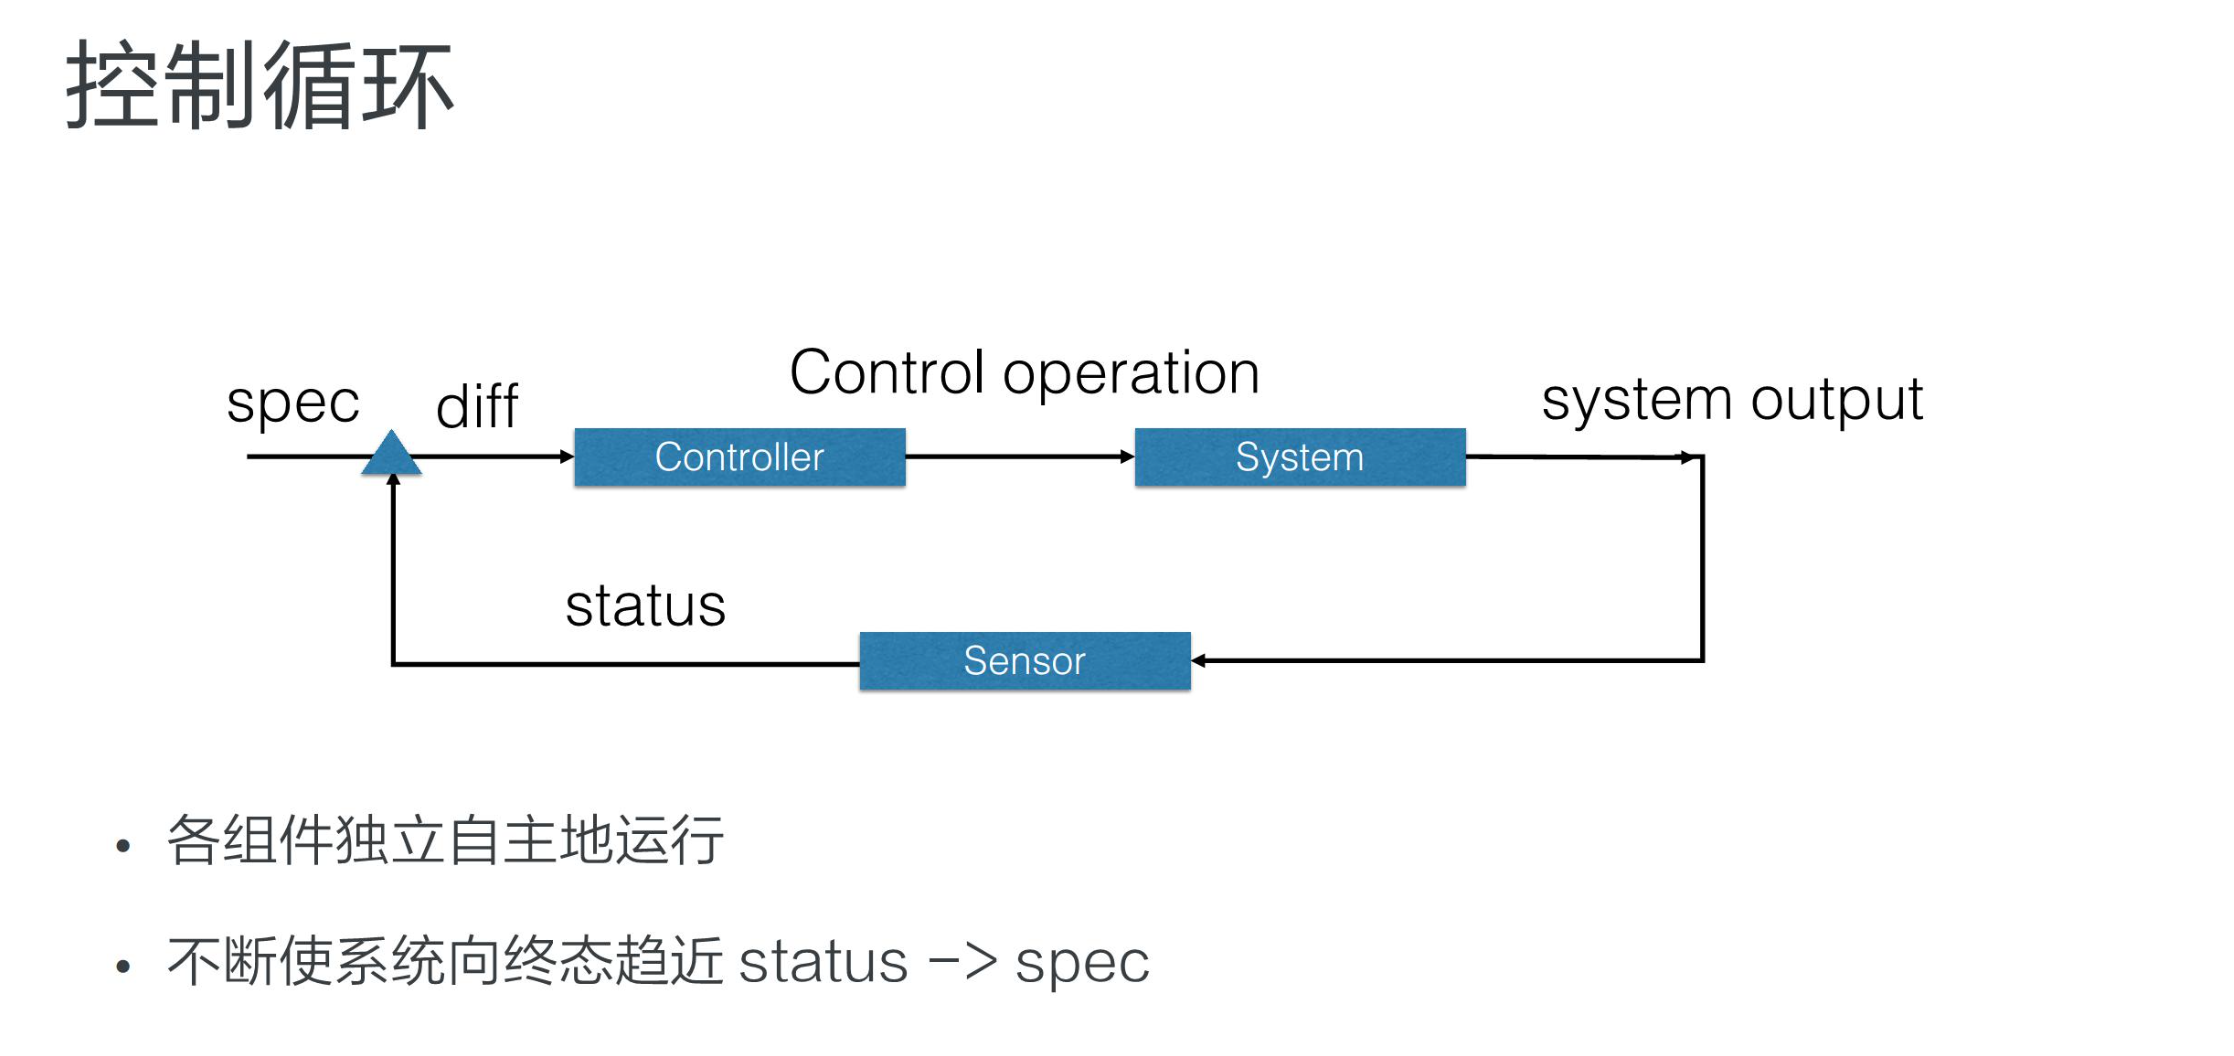 控制循环
Control operation
spec
diff
system output
Controller
System
status
Sensor
• 各组件独立自主地运行
• 不断使系统向终态趋近 status –> spec